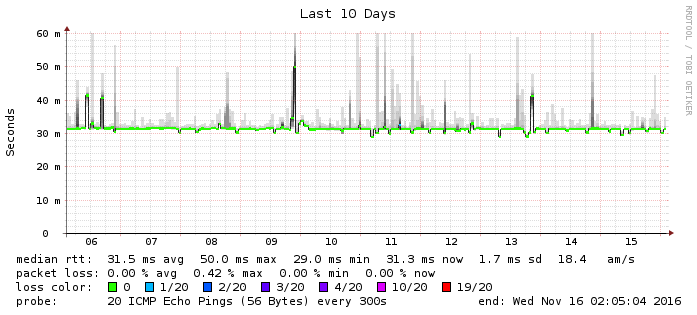 Last 10 Days
RRDTOOL / TOBI OETIKER
Seconds
60 m
50 m
40 m
30 m
20 m
10 m
0
06 07 08 09 10 11 12 13 14 15
median rtt: 31.5 ms avg 50.0 ms max 29.0 ms min 31.3 ms now 1.7 ms sd 18.4 am/s
packet loss: 0.00 % avg 0.42 % max 0.00 % min 0.00 % now
loss color: 0 1/20 2/20 3/20 4/20 10/20 19/20
probe: 20 ICMP Echo Pings (56 Bytes) every 300s end: Wed Nov 16 02:05:04 2016